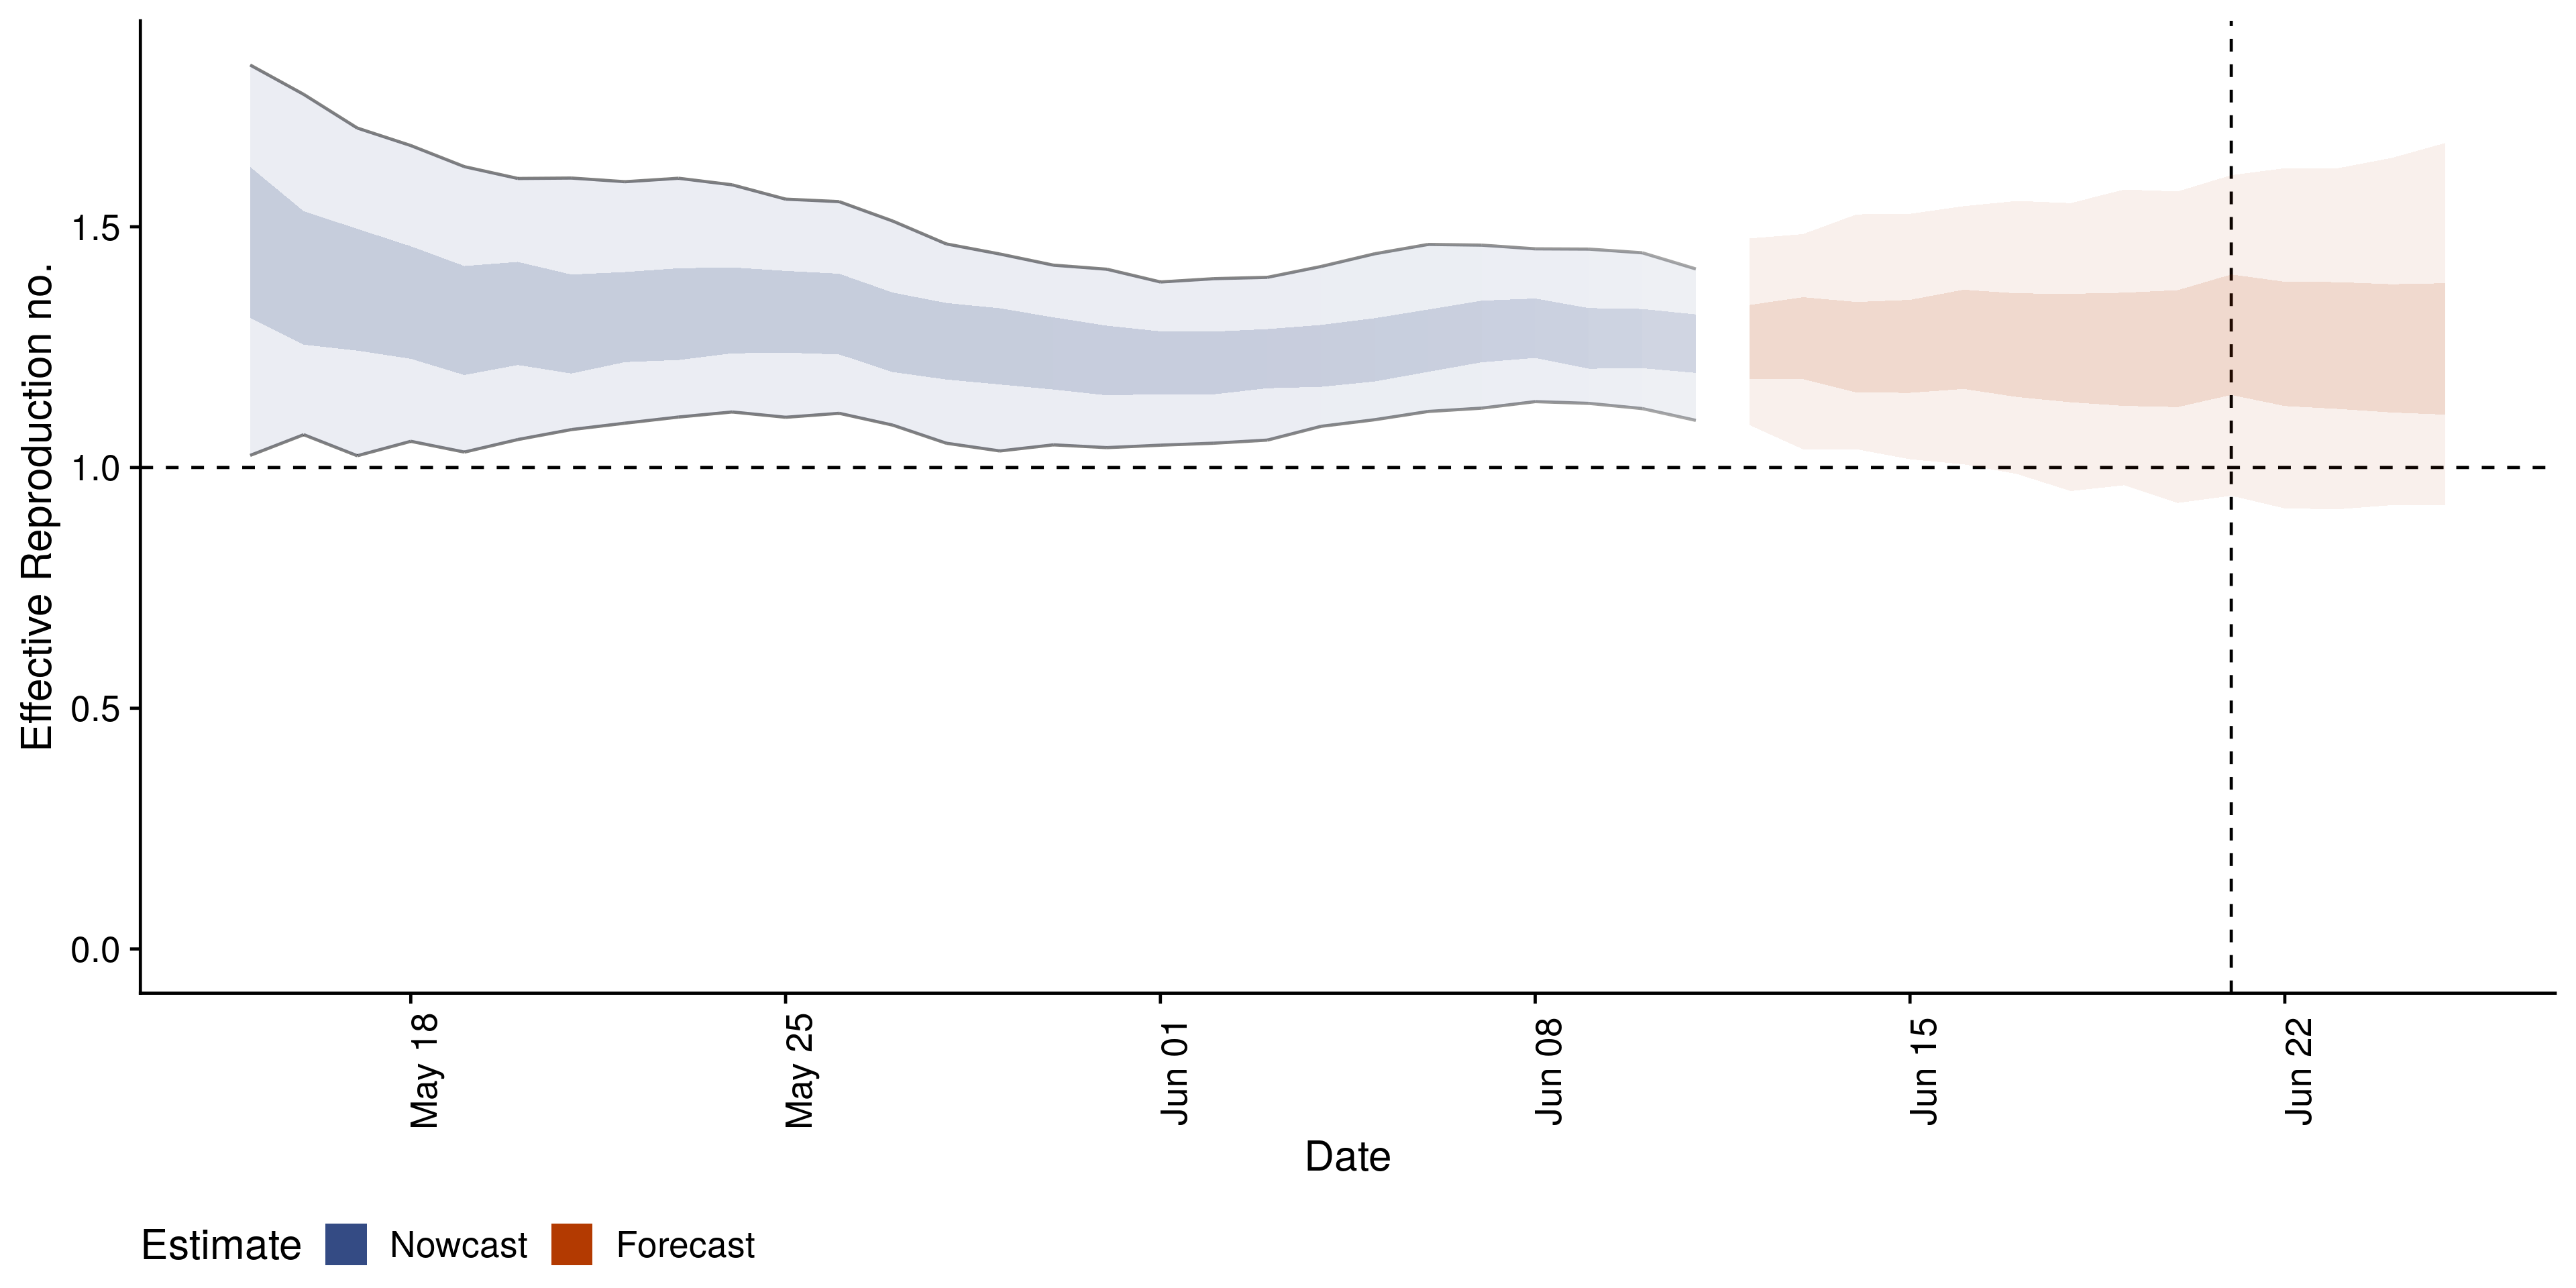 Effective Reproduction no.
1.5
1.0
0.5
0.0
May 18
May 25
Jun 01
Jun 08
Jun 15
Jun 22
Date
Estimate Nowcast Forecast